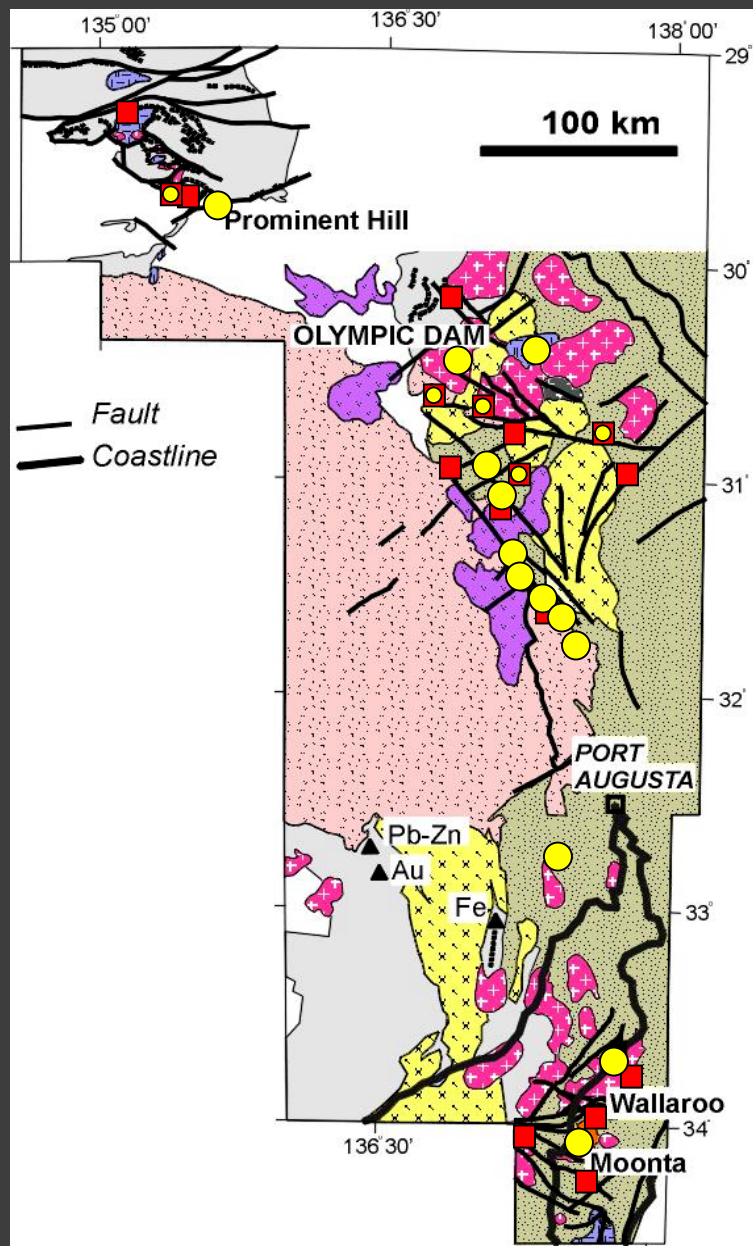 135° 00'
136° 30'
138° 00'
29°
100 km
Prominent Hill
30°
OLYMPIC DAM
Fault
Coastline
31°
32°
PORT
AUGUSTA
Pb-Zn
Au
Fe
33°
Wallaroo
34°
136° 30'
Moonta